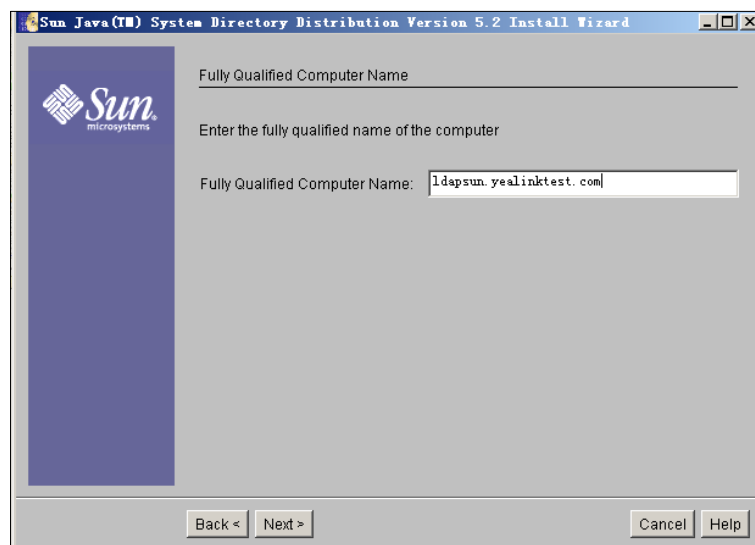 Sun Java(TM) System Directory Distribution Version 5.2 Install Wizard
Sun.
microsystems
Fully Qualified Computer Name
Enter the fully qualified name of the computer
Fully Qualified Computer Name: ldapsun.yealinktest.com
Back < Next > Cancel Help